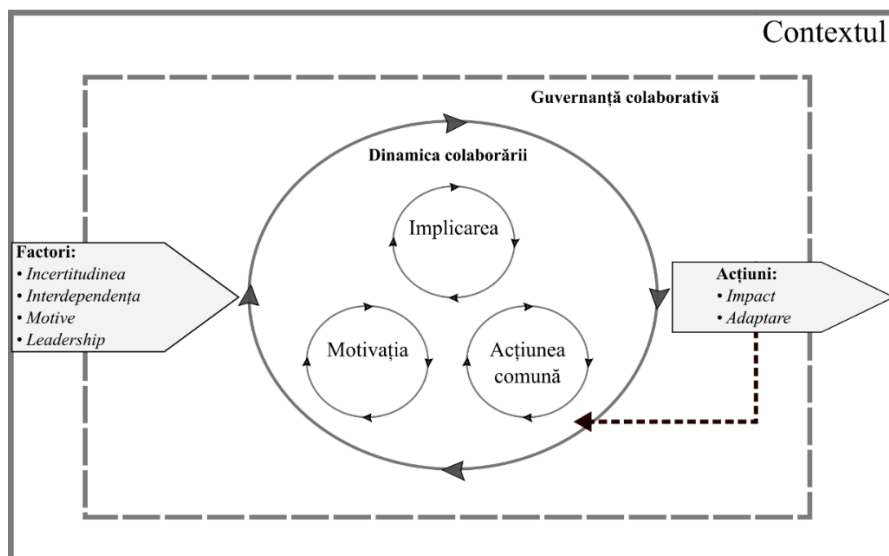 Contextul
Guvernanță colaborativă
Dinamica colaborării
Implicarea
Factori:
• Incertitudinea
• Interdependența
• Motive
• Leadership
Motivația
Acțiunea
comună
Acțiuni:
• Impact
• Adaptare